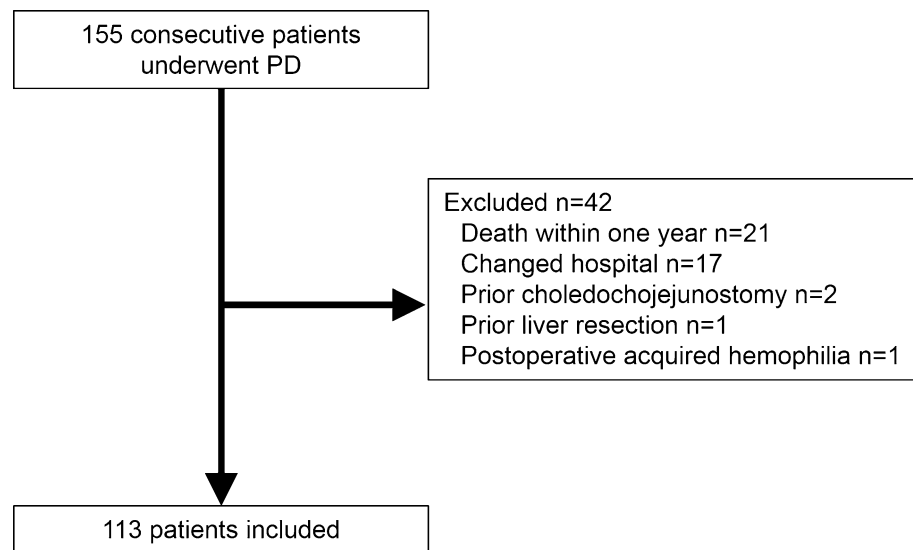 155 consecutive patients
underwent PD
Excluded n=42
Death within one year n=21
Changed hospital n=17
Prior choledochojejunostomy n=2
Prior liver resection n=1
Postoperative acquired hemophilia n=1
113 patients included